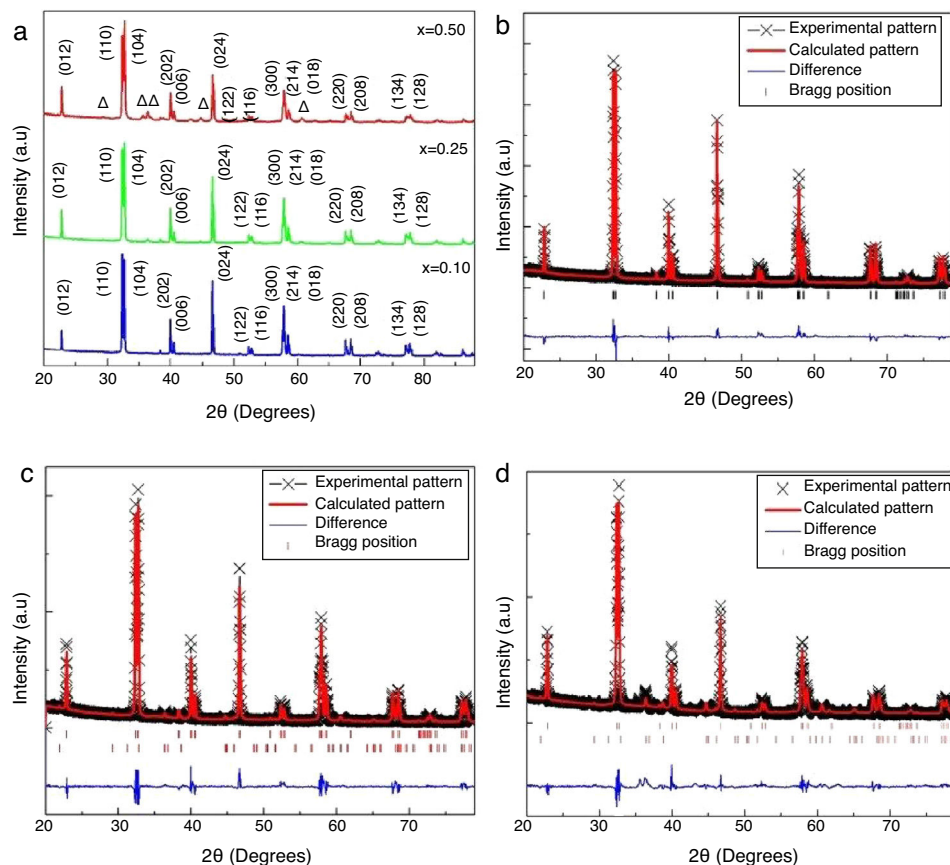 a
x=0.50
(012)
(110)
(104)
(202)
(006)
(024)
(122)
(116)
(300)
(214)
(018)
(220)
(208)
(134)
(128)
Δ Δ Δ Δ Δ
x=0.25
(012)
(110)
(104)
(202)
(006)
(024)
(122)
(116)
(300)
(214)
(018)
(220)
(208)
(134)
(128)
x=0.10
(012)
(110)
(104)
(202)
(006)
(024)
(122)
(116)
(300)
(214)
(018)
(220)
(208)
(134)
(128)
Intensity (a.u)
20 30 40 50 60 70 80
2θ (Degrees)
b
Experimental pattern
Calculated pattern
Difference
Bragg position
Intensity (a.u)
20 30 40 50 60 70
2θ (Degrees)
c
Experimental pattern
Calculated pattern
Difference
Bragg position
Intensity (a.u)
20 30 40 50 60 70
2θ (Degrees)
d
Experimental pattern
Calculated pattern
Difference
Bragg position
Intensity (a.u)
20 30 40 50 60 70
2θ (Degrees)